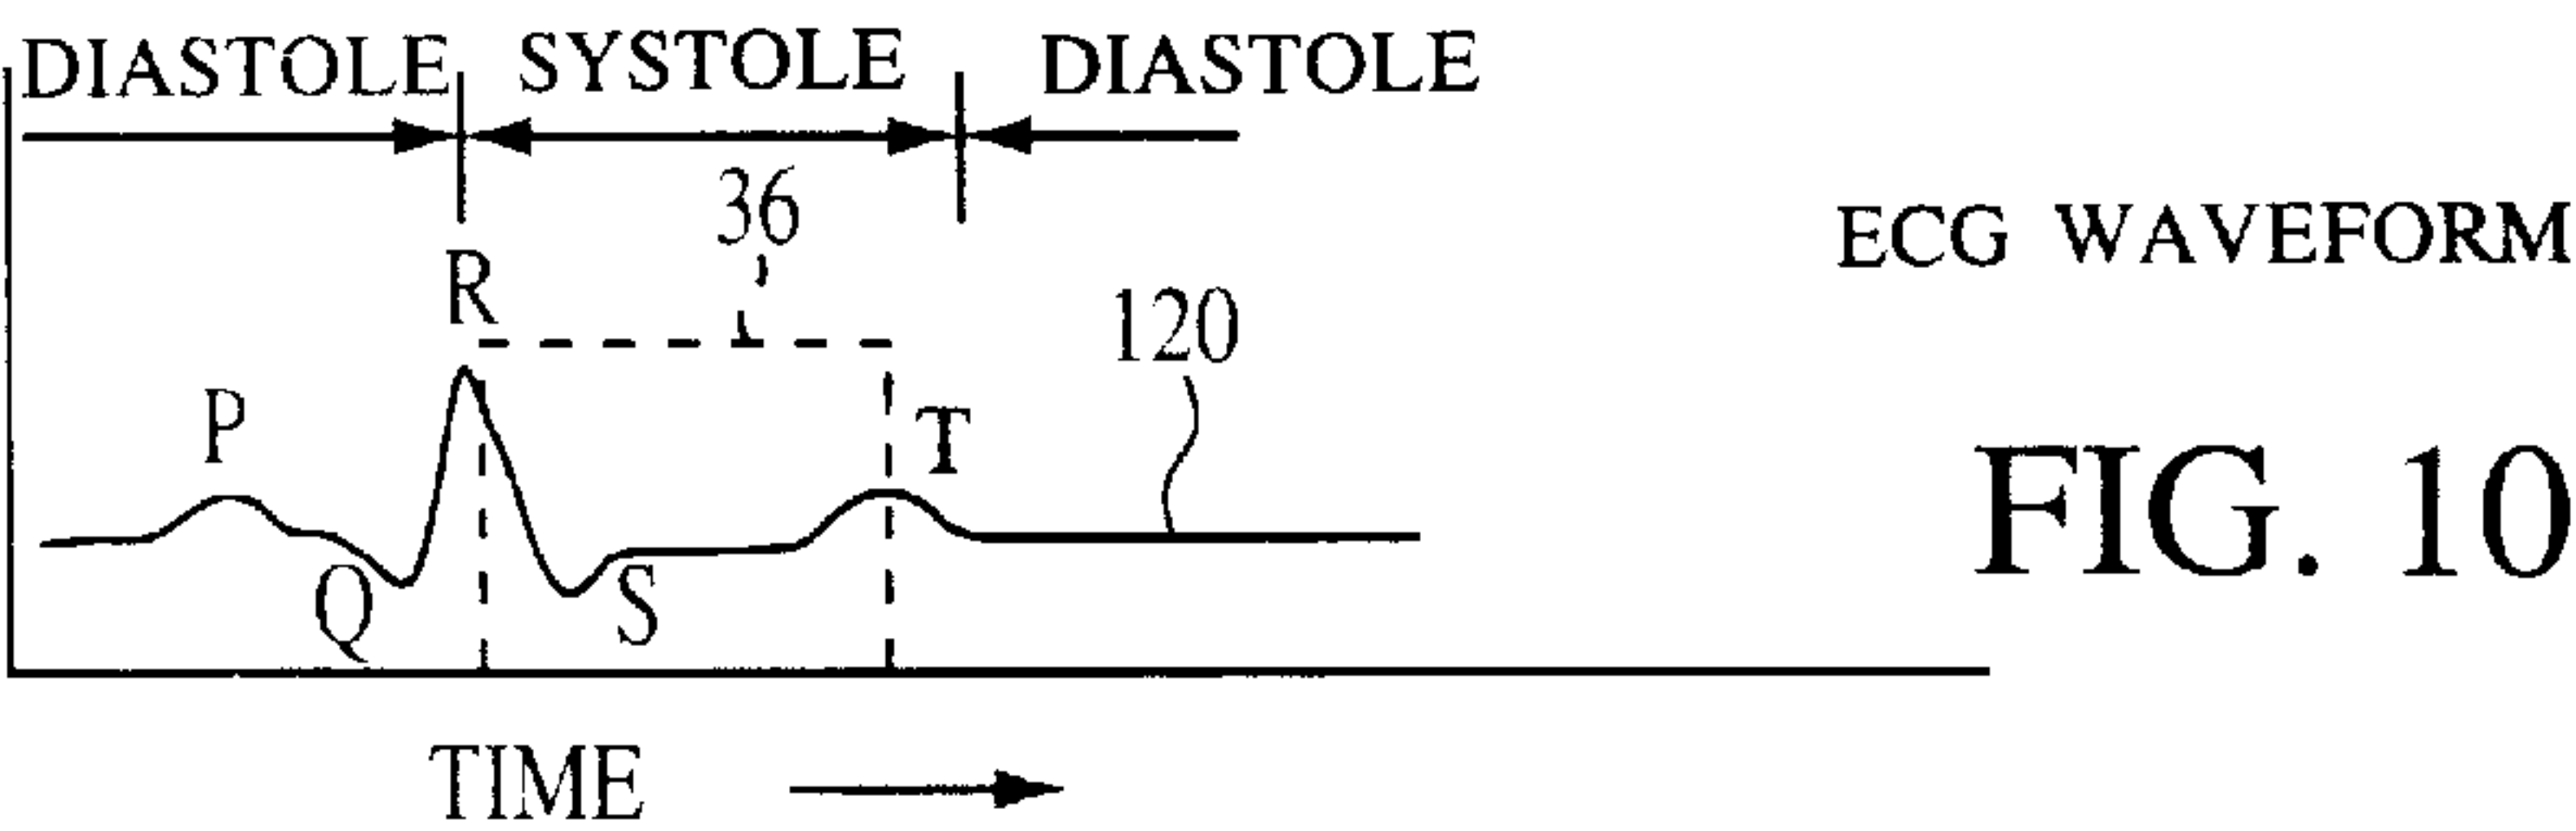 DIASTOLE SYSTOLE DIASTOLE
36
ECG WAVEFORM
R
120
P
T
FIG. 10
Q
S
TIME